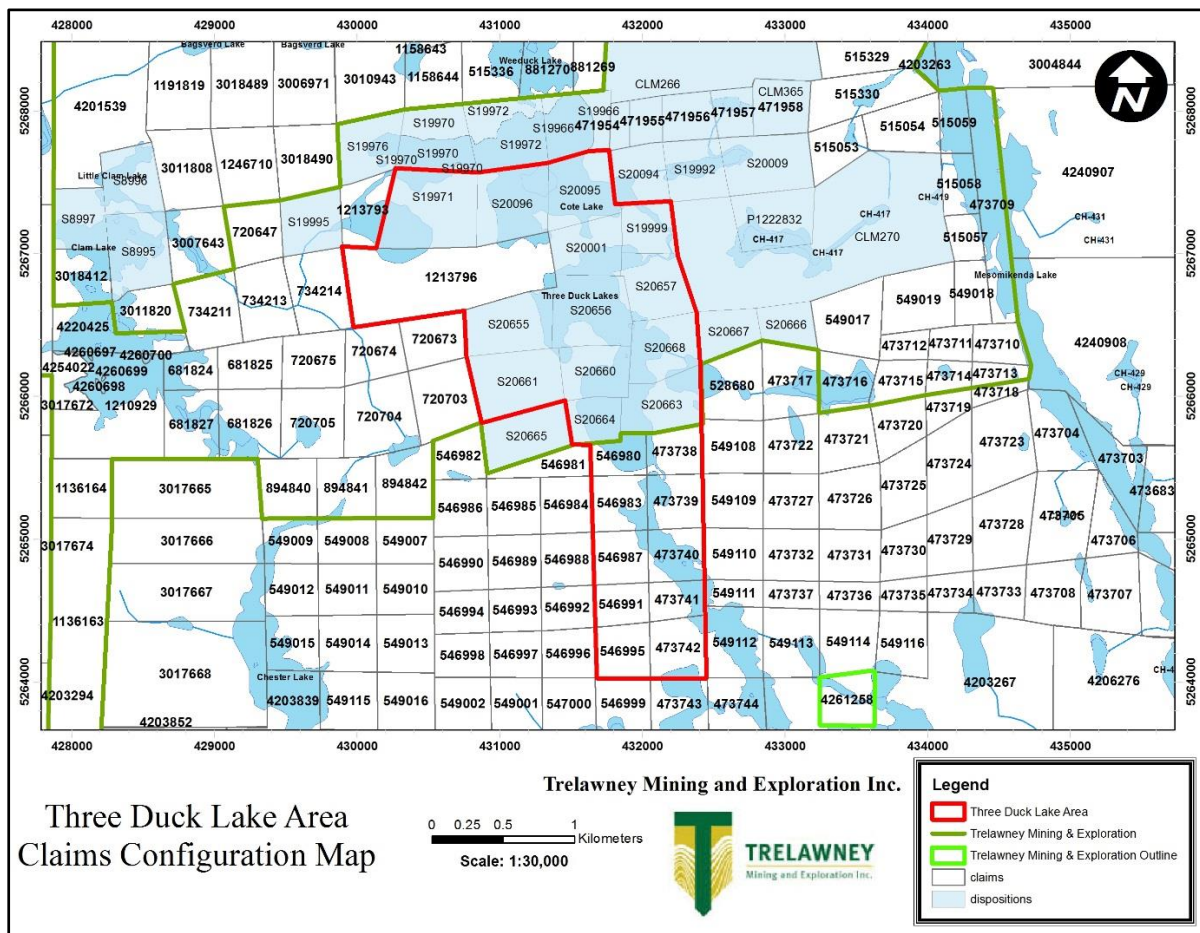 428000 429000 430000 431000 432000 433000 434000 435000
Bagsverd Lake Bagsverd Lake 1158643 Weeduck Lake 515329 4203263 3004844
4201539 1191819 3018489 3006971 3010943 1158644 515336 881270 881269 CLM266 515330
5268000 5268000
N
S19970 S19972 S19966 CLM365
S19976 S19970 S19972 S19966 471954 471955 471956 471957 471958 515054 515059
3011808 1246710 3018490 S19970 S19970 515053
Little Clam Lake S8996 S19971 S20095 S20094 S19992 S20009 515058 4240907
S8997 1213793 S20096 Cote Lake CH-417 CH-419 473709 CH-431
720647 S19995 S19999 P1222832
Clam Lake S8995 3007643 S20001 CH-417 CH-417 CLM270 515057 CH-431
5267000 5267000
3018412 1213796 Mesomikenda Lake
734213 734214 Three Duck Lakes S20657 549019 549018
3011820 734211 S20656
4220425 S20655 S20667 S20666 549017
4260697 4260700 681824 681825 720675 720674 720673 S20668 473712 473711 473710 4240908
4254022 4260699 S20661 S20660 528680 473717 473716 473715 473714 473713 CH-429
4260698 CH-429
5266000 5266000
3017672 1210929 720704 720703 S20664 S20663 473718
681827 681826 720705 473719
S20665 473720 473704
546982 546981 546980 473738 549108 473722 473721 473723 473703
1136164 3017665 894840 894841 894842 473724
546986 546985 546984 546983 473739 549109 473727 473726 473725 473683
473705
5265000 5265000
3017674 3017666 549009 549008 549007 473728 473706
546990 546989 546988 546987 473740 549110 473732 473731 473730 473729
3017667 549012 549011 549010
546994 546993 546992 546991 473741 549111 473737 473736 473735 473734 473733 473708 473707
1136163
549015 549014 549013 546998 546997 546996 546995 473742 549112 549113 549114 549116
5264000 5264000
4203294 3017668 Chester Lake 4203839 549115 549016 549002 549001 547000 546999 473743 473744 4261258 4203267 4206276
4203852
428000 429000 430000 431000 432000 433000 434000 435000
Three Duck Lake Area
Claims Configuration Map
0 0.25 0.5 1
Kilometers
Scale: 1:30,000
Trelawney Mining and Exploration Inc.
TRELAWNEY
Mining and Exploration Inc.
Legend
Three Duck Lake Area
Trelawney Mining & Exploration
Trelawney Mining & Exploration Outline
claims
dispositions